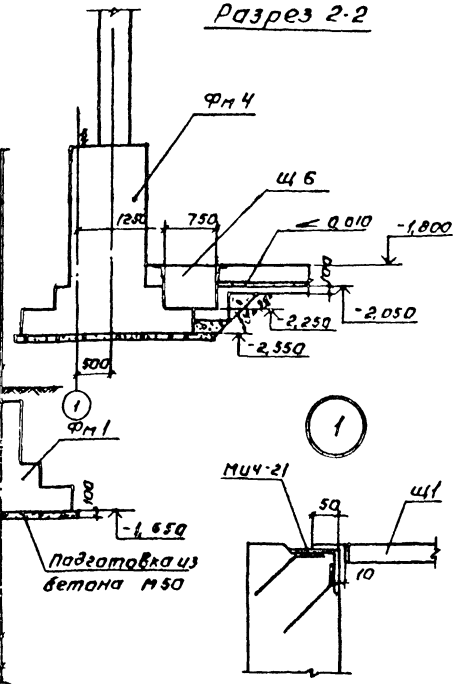 Разрез 2-2
Фм 4
Щ 6
1250
750
0,010
-1,800
100
-2,050
-2,250
-2,550
500
1
Фм 1
100
-1,650
Подготовка из
бетона М50
1
МИ4-21
50
Щ1
10